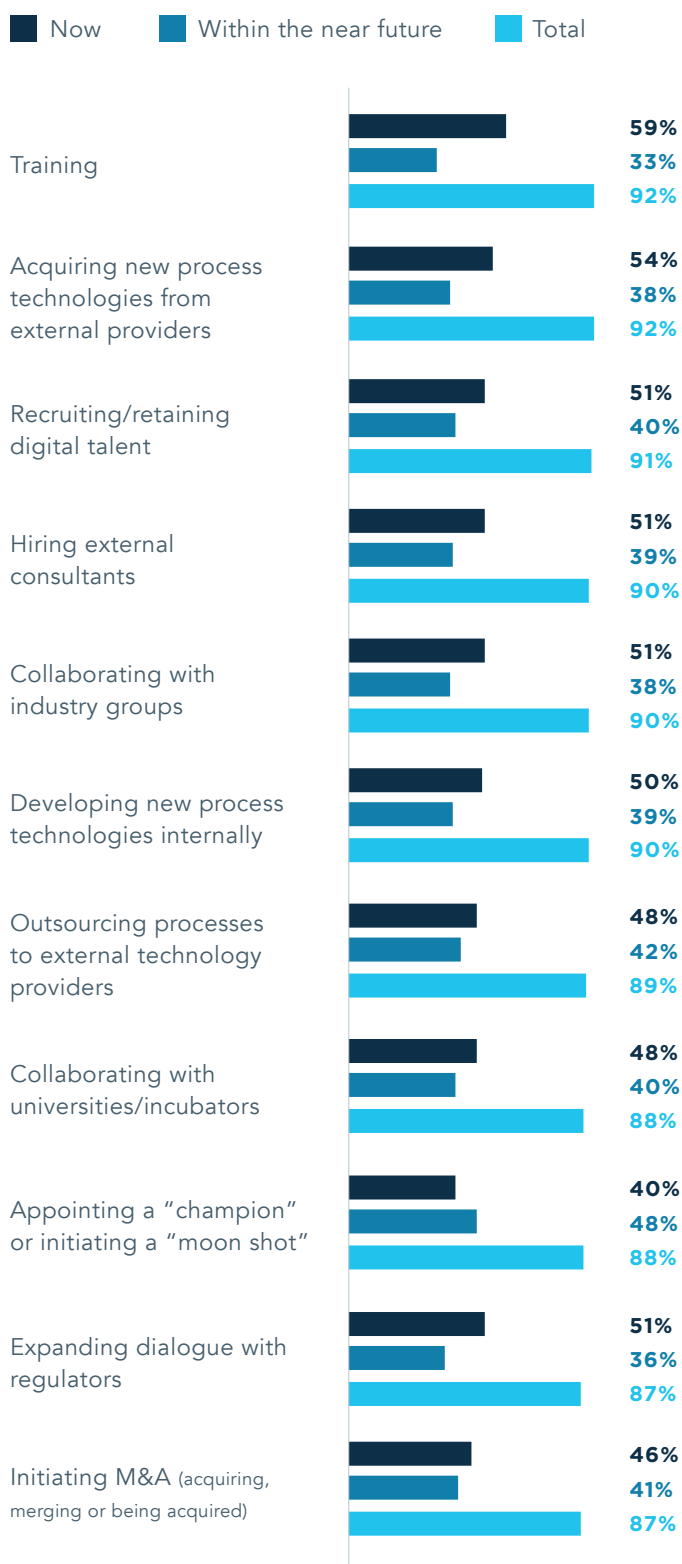 Now Within the near future Total
59%
Training
33%
92%
Acquiring new process
54%
technologies from
38%
external providers
92%
51%
Recruiting/retaining
40%
digital talent
91%
51%
Hiring external
39%
consultants
90%
51%
Collaborating with
38%
industry groups
90%
50%
Developing new process
39%
technologies internally
90%
Outsourcing processes
48%
to external technology
42%
providers
89%
48%
Collaborating with
40%
universities/incubators
88%
40%
Appointing a “champion”
48%
or initiating a “moon shot”
88%
51%
Expanding dialogue with
36%
regulators
87%
46%
Initiating M&A (acquiring,
41%
merging or being acquired)
87%